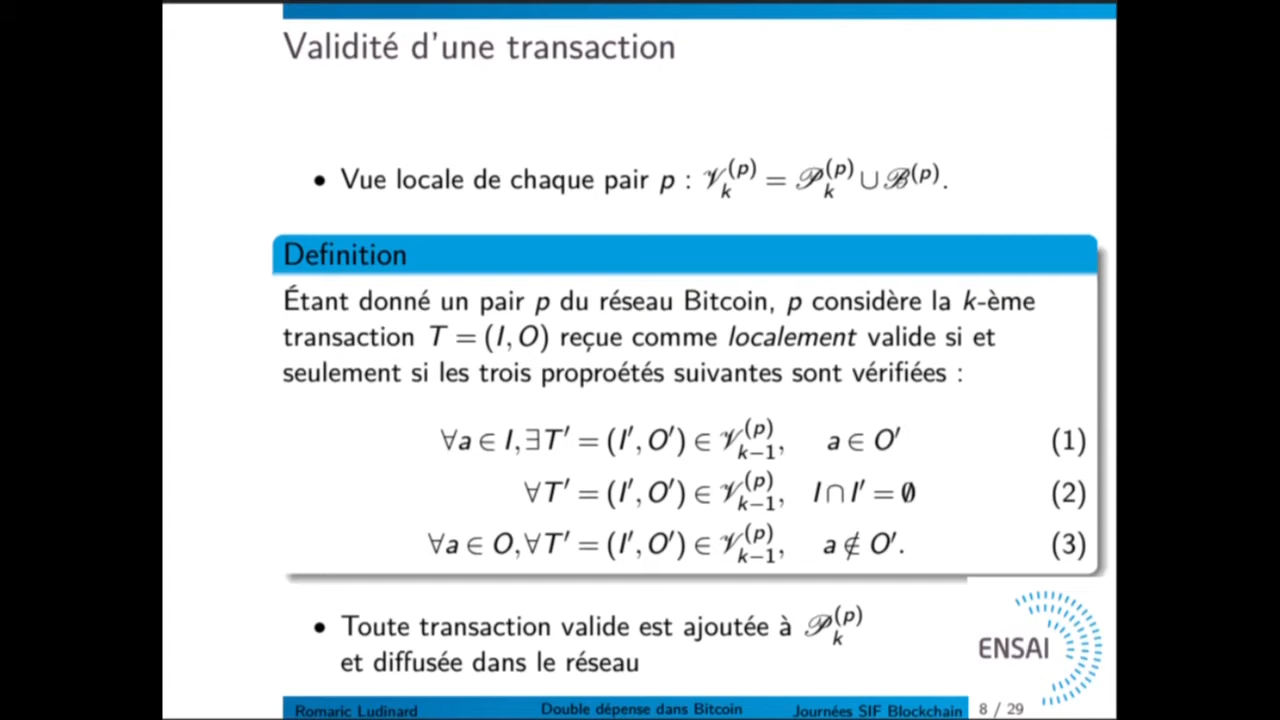 Validité d'une transaction
• Vue locale de chaque pair p : 𝒱_k^(p) = 𝒫_k^(p) ∪ ℬ^(p).
Definition
Étant donné un pair p du réseau Bitcoin, p considère la k-ème
transaction T = (I, O) reçue comme localement valide si et
seulement si les trois proproétés suivantes sont vérifiées :
∀a ∈ I, ∃T′ = (I′, O′) ∈ 𝒱_{k−1}^(p), a ∈ O′ (1)
∀T′ = (I′, O′) ∈ 𝒱_{k−1}^(p), I ∩ I′ = ∅ (2)
∀a ∈ O, ∀T′ = (I′, O′) ∈ 𝒱_{k−1}^(p), a ∉ O′. (3)
• Toute transaction valide est ajoutée à 𝒫_k^(p)
et diffusée dans le réseau
ENSAI
Romaric Ludinard Double dépense dans Bitcoin Journées SIF Blockchain 8 / 29